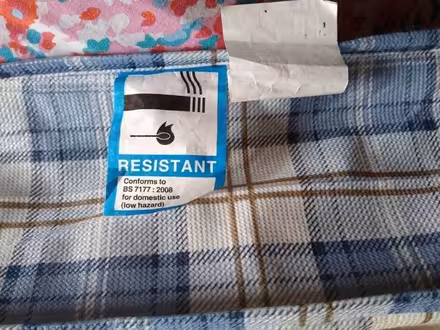 RESISTANT
Conforms to
BS 7177 : 2008
for domestic use
(low hazard)